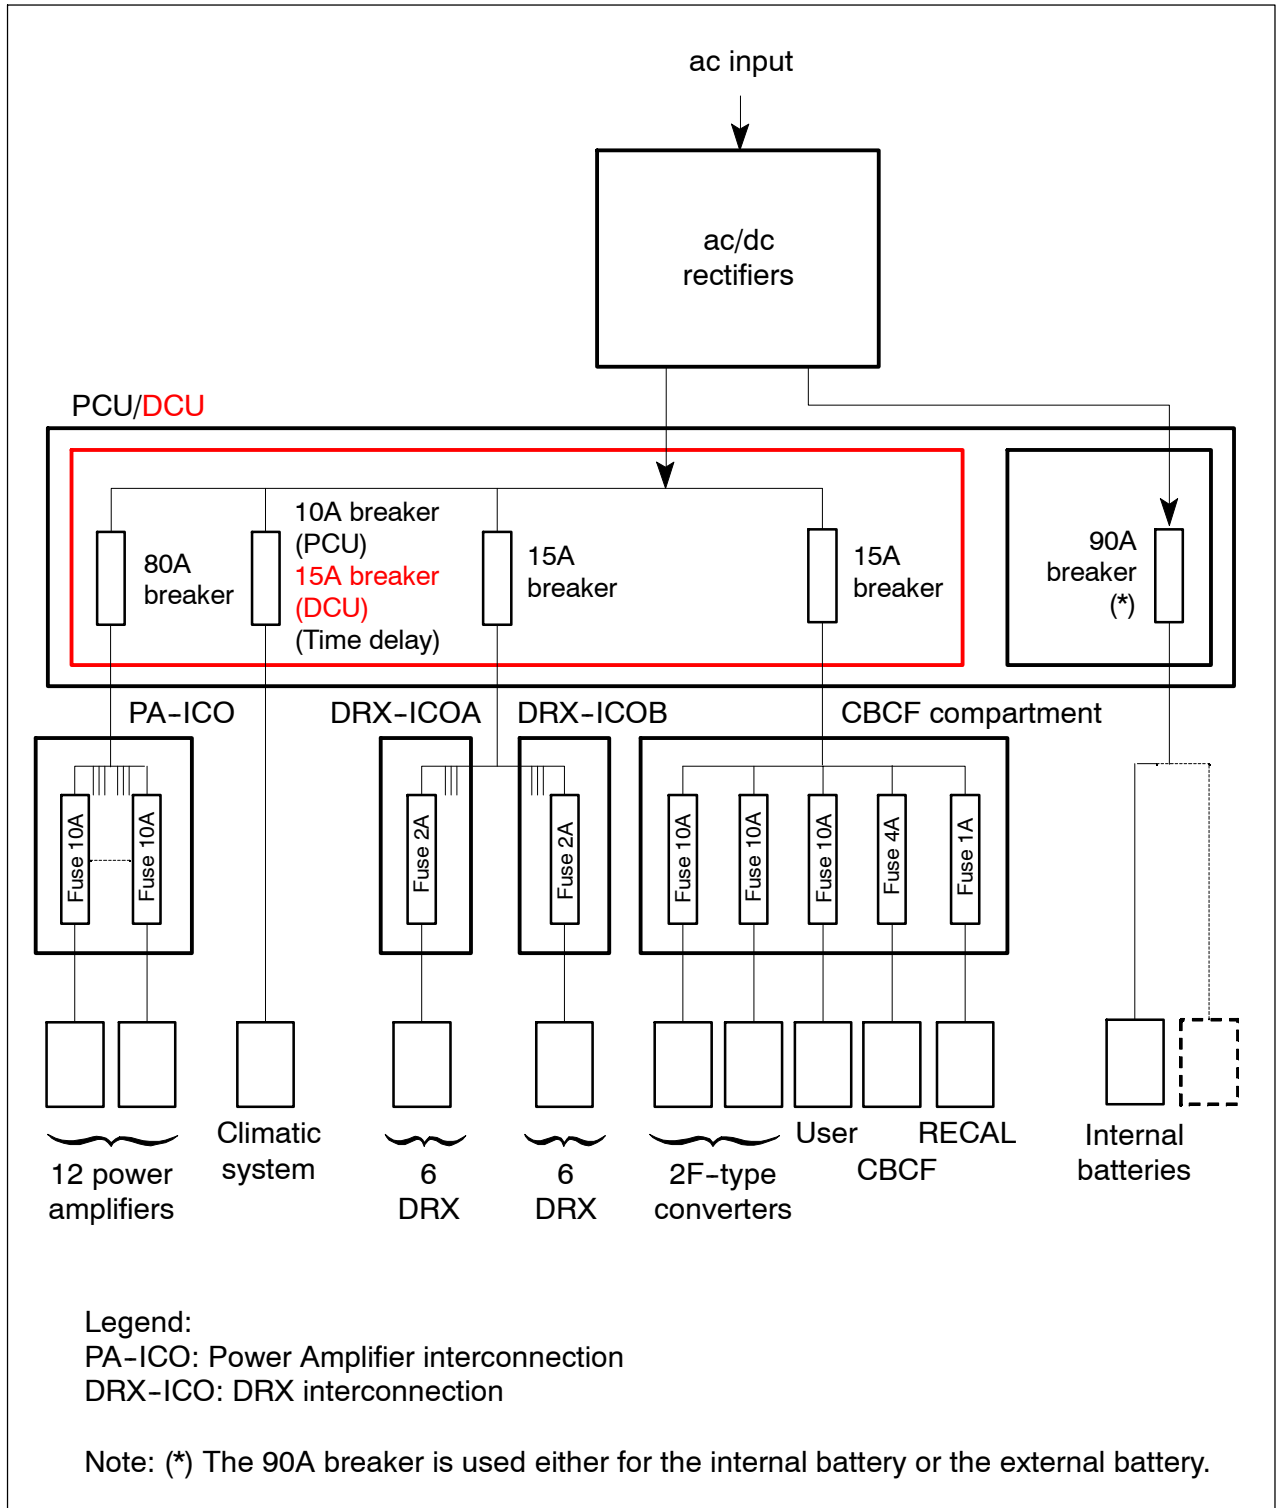 ac input
ac/dc
rectifiers
PCU/DCU
80A
breaker
10A breaker
(PCU)
15A breaker
(DCU)
(Time delay)
15A
breaker
15A
breaker
90A
breaker
(*)
PA-ICO
DRX-ICOA
DRX-ICOB
CBCF compartment
Fuse 10A
Fuse 10A
Fuse 2A
Fuse 2A
Fuse 10A
Fuse 10A
Fuse 10A
Fuse 4A
Fuse 1A
12 power
amplifiers
Climatic
system
6
DRX
6
DRX
2F-type
converters
User
CBCF
RECAL
Internal
batteries
Legend:
PA-ICO: Power Amplifier interconnection
DRX-ICO: DRX interconnection
Note: (*) The 90A breaker is used either for the internal battery or the external battery.